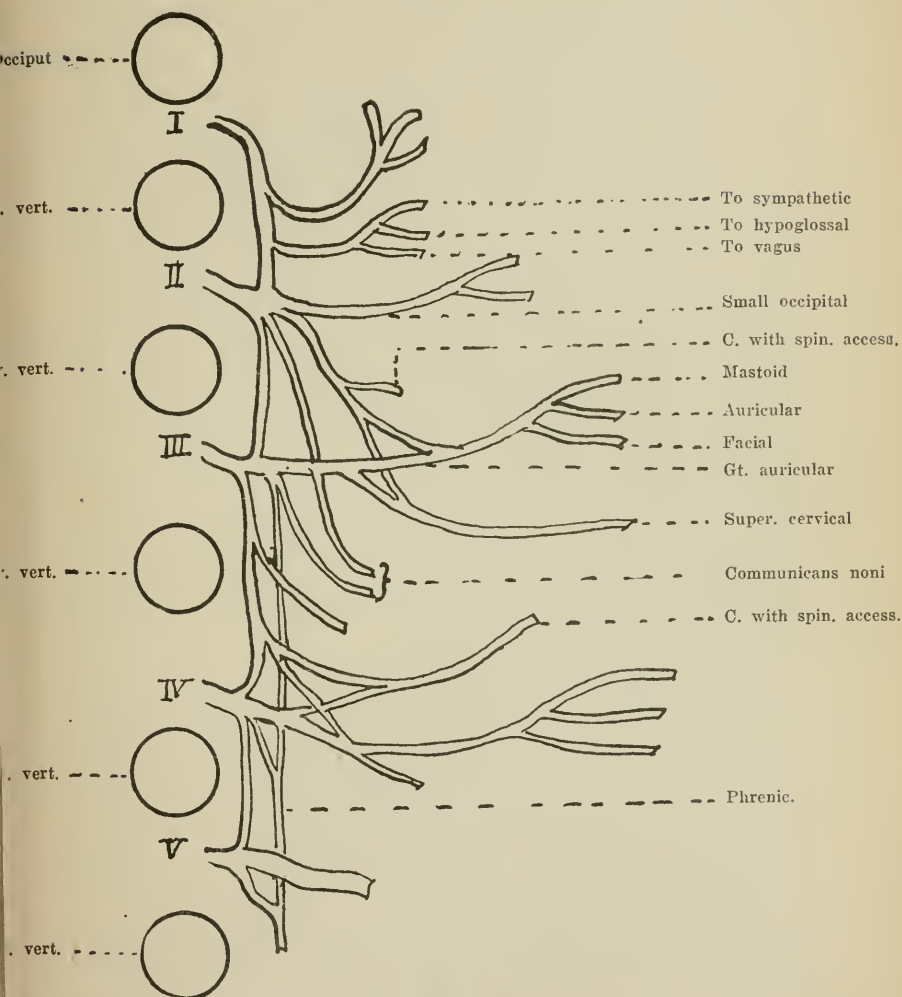 Occiput
I
. vert.
To sympathetic
To hypoglossal
To vagus
II
Small occipital
C. with spin. access.
. vert.
Mastoid
Auricular
III
Facial
Gt. auricular
Super. cervical
. vert.
Communicans noni
C. with spin. access.
IV
. vert.
Phrenic.
V
. vert.